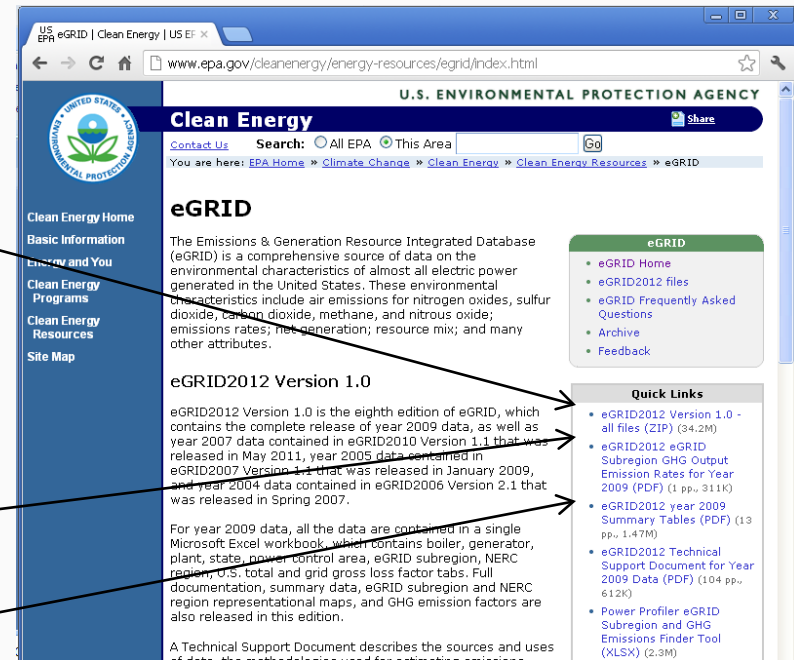 US EPA eGRID | Clean Energy | US EF ×
www.epa.gov/cleanenergy/energy-resources/egrid/index.html
U.S. ENVIRONMENTAL PROTECTION AGENCY
UNITED STATES
ENVIRONMENTAL PROTECTION AGENCY
Clean Energy
Share
Contact Us Search: All EPA This Area Go
You are here: EPA Home » Climate Change » Clean Energy » Clean Energy Resources » eGRID
Clean Energy Home
Basic Information
Energy and You
Clean Energy
Programs
Clean Energy
Resources
Site Map
eGRID
The Emissions & Generation Resource Integrated Database
(eGRID) is a comprehensive source of data on the
environmental characteristics of almost all electric power
generated in the United States. These environmental
characteristics include air emissions for nitrogen oxides, sulfur
dioxide, carbon dioxide, methane, and nitrous oxide;
emissions rates; net generation; resource mix; and many
other attributes.
eGRID2012 Version 1.0
eGRID2012 Version 1.0 is the eighth edition of eGRID, which
contains the complete release of year 2009 data, as well as
year 2007 data contained in eGRID2010 Version 1.1 that was
released in May 2011, year 2005 data contained in
eGRID2007 Version 1.1 that was released in January 2009,
and year 2004 data contained in eGRID2006 Version 2.1 that
was released in Spring 2007.
For year 2009 data, all the data are contained in a single
Microsoft Excel workbook, which contains boiler, generator,
plant, state, power control area, eGRID subregion, NERC
region, U.S. total and grid gross loss factor tabs. Full
documentation, summary data, eGRID subregion and NERC
region representational maps, and GHG emission factors are
also released in this edition.
A Technical Support Document describes the sources and uses
of data, the methodologies used for estimating emissions
eGRID
eGRID Home
eGRID2012 files
eGRID Frequently Asked
Questions
Archive
Feedback
Quick Links
eGRID2012 Version 1.0 -
all files (ZIP) (34.2M)
eGRID2012 eGRID
Subregion GHG Output
Emission Rates for Year
2009 (PDF) (1 pp., 311K)
eGRID2012 year 2009
Summary Tables (PDF) (13
pp., 1.47M)
eGRID2012 Technical
Support Document for Year
2009 Data (PDF) (104 pp.,
612K)
Power Profiler eGRID
Subregion and GHG
Emissions Finder Tool
(XLSX) (2.3M)